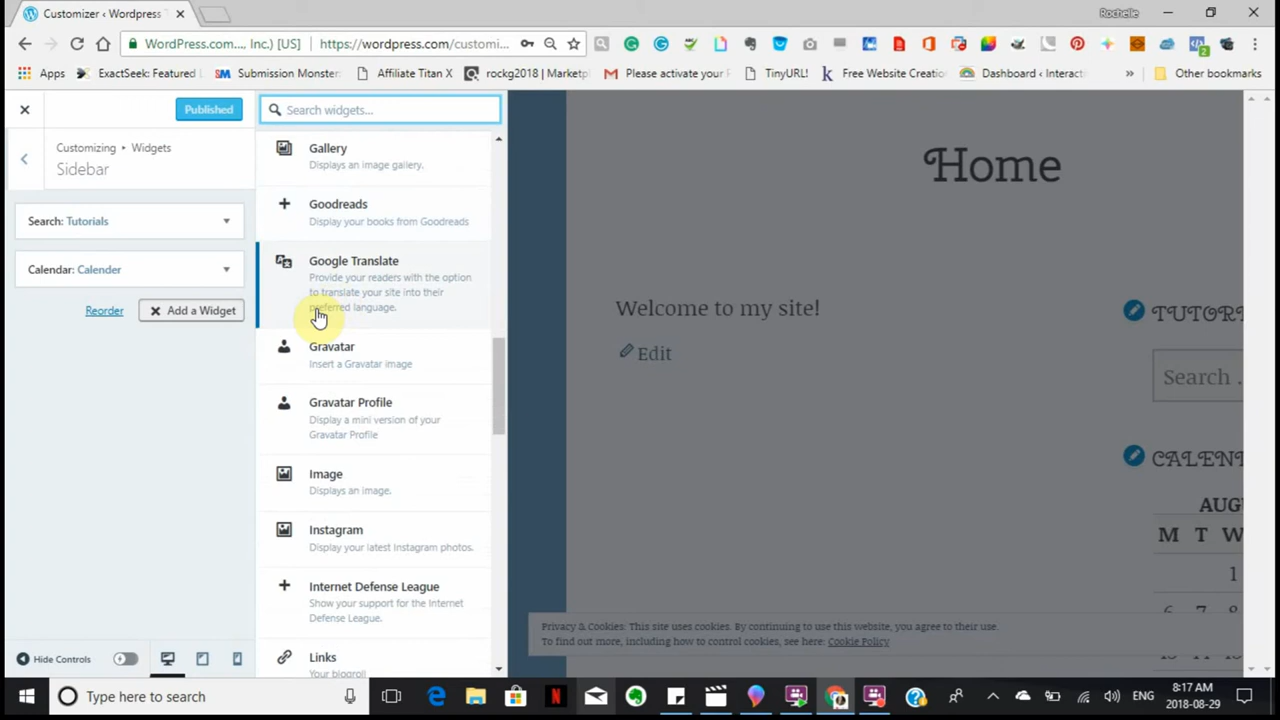 Customizer ‹ Wordpress
Rochelle
WordPress.com..., Inc.) [US]
https://wordpress.com/customi...
2
Apps
ExactSeek: Featured
Submission Monster:
Affiliate Titan X
rockg2018 | Marketpl
Please activate your
TinyURL!
Free Website Creatio
Dashboard ‹ Interact
»
Other bookmarks
Published
Search widgets...
Customizing ▸ Widgets
Sidebar
Search: Tutorials
Calendar: Calender
Reorder
Add a Widget
Gallery
Displays an image gallery.
Goodreads
Display your books from Goodreads
Google Translate
Provide your readers with the option
to translate your site into their
preferred language.
Gravatar
Insert a Gravatar image
Gravatar Profile
Display a mini version of your
Gravatar Profile
Image
Displays an image.
Instagram
Display your latest Instagram photos.
Internet Defense League
Show your support for the Internet
Defense League.
Links
Your blogroll
Home
Welcome to my site!
Edit
TUTORI
Search .
CALEN
AUG
M T W
1
6 7 8
Privacy & Cookies: This site uses cookies. By continuing to use this website, you agree to their use.
To find out more, including how to control cookies, see here: Cookie Policy
Hide Controls
Type here to search
ENG
8:17 AM
2018-08-29